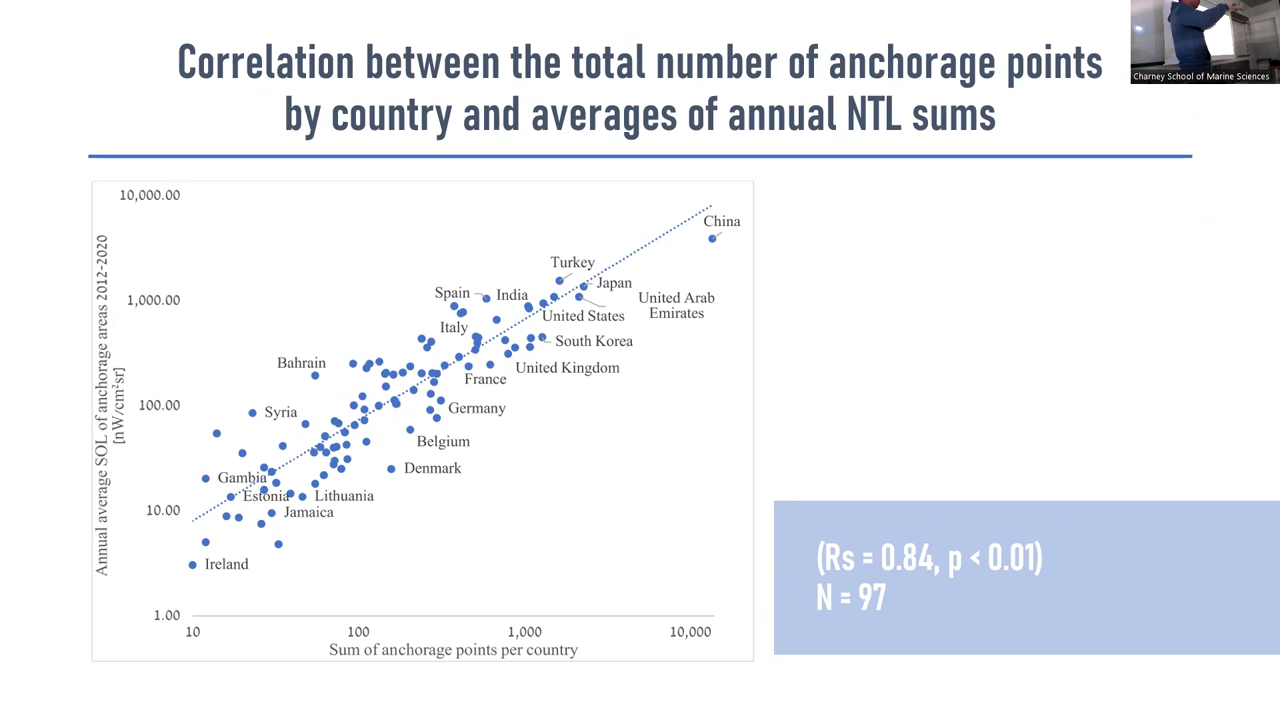 Correlation between the total number of anchorage points
by country and averages of annual NTL sums
Charney School of Marine Sciences
Annual average SOL of anchorage areas 2012-2020
[nW/cm²sr]
10,000.00
1,000.00
100.00
10.00
1.00
China
Turkey
Japan
Spain
India
United Arab
Emirates
United States
Italy
South Korea
Bahrain
United Kingdom
France
Germany
Syria
Belgium
Denmark
Gambia
Estonia
Lithuania
Jamaica
Ireland
10
100
1,000
10,000
Sum of anchorage points per country
(Rs = 0.84, p < 0.01)
N = 97